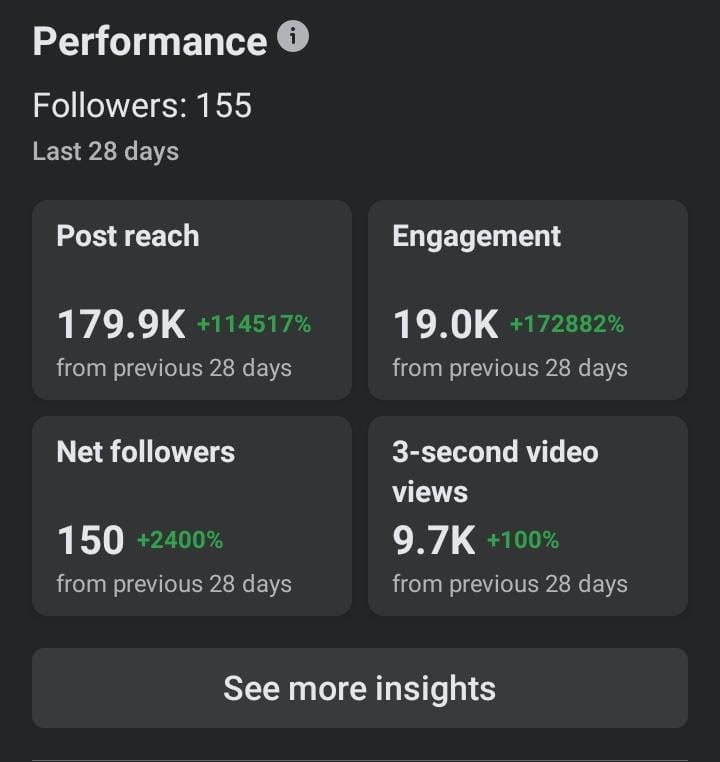 Performance
Followers: 155
Last 28 days
Post reach
179.9K +114517%
from previous 28 days
Engagement
19.0K +172882%
from previous 28 days
Net followers
150 +2400%
from previous 28 days
3-second video
views
9.7K +100%
from previous 28 days
See more insights